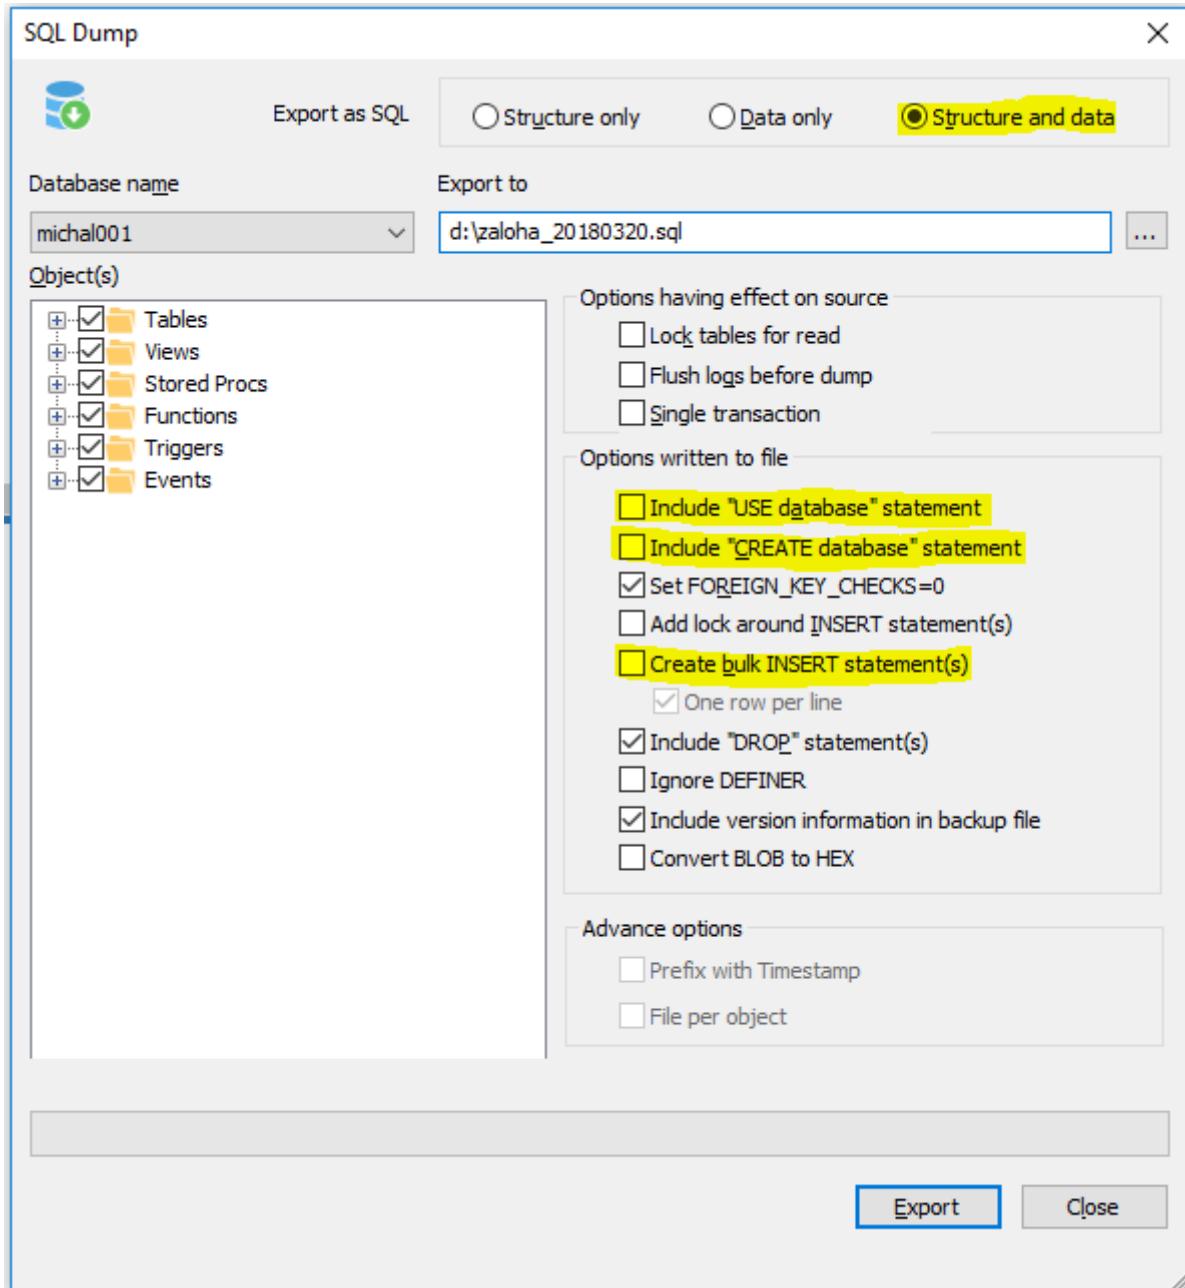 SQL Dump
Export as SQL
Structure only
Data only
Structure and data
Database name
Export to
michal001
d:\zaloha_20180320.sql
...
Object(s)
Tables
Views
Stored Procs
Functions
Triggers
Events
Options having effect on source
Lock tables for read
Flush logs before dump
Single transaction
Options written to file
Include "USE database" statement
Include "CREATE database" statement
Set FOREIGN_KEY_CHECKS=0
Add lock around INSERT statement(s)
Create bulk INSERT statement(s)
One row per line
Include "DROP" statement(s)
Ignore DEFINER
Include version information in backup file
Convert BLOB to HEX
Advance options
Prefix with Timestamp
File per object
Export
Close